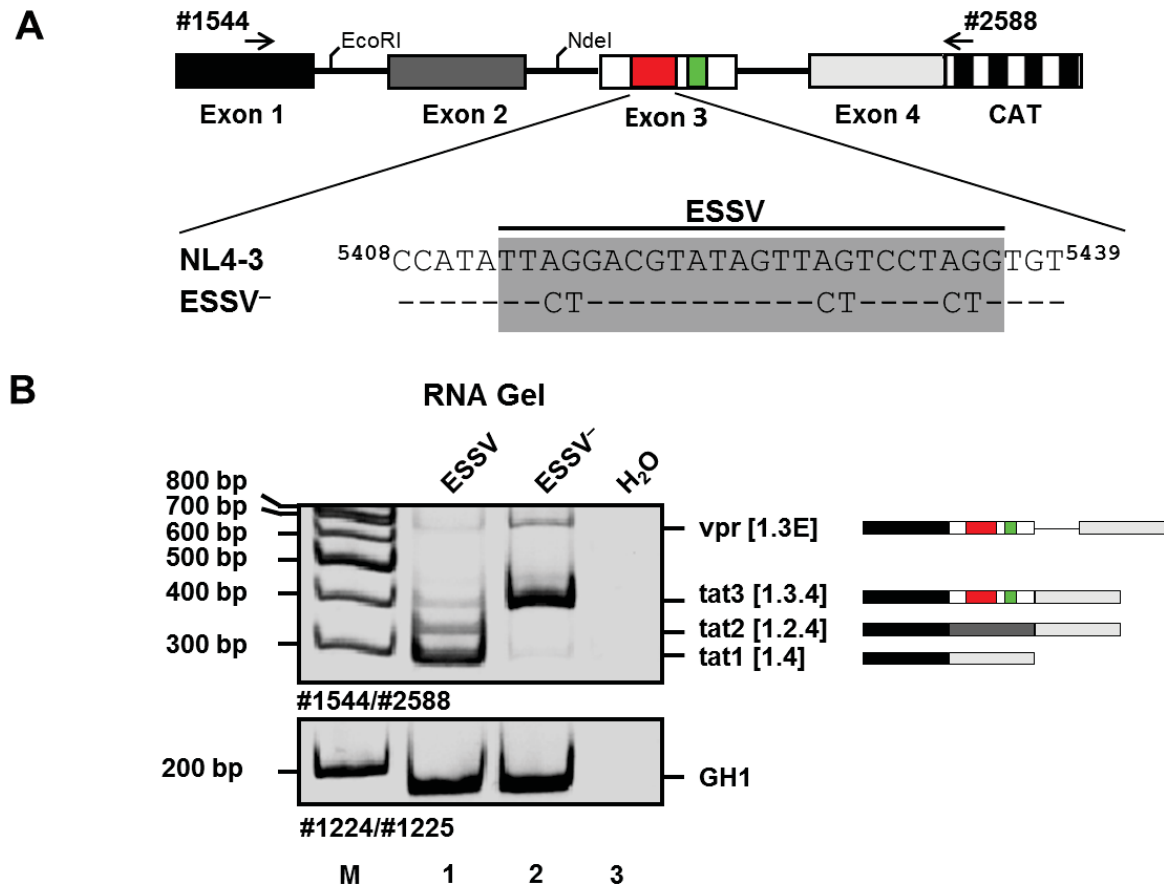 A
#1544
#2588
EcoRI
NdeI
Exon 1
Exon 2
Exon 3
Exon 4
CAT
ESSV
NL4-3 5408CCATATTAGGACGTATAGTTAGTCCTAGGTGT5439
ESSV– -------CT-----------CT----CT----
B
RNA Gel
ESSV
ESSV–
H₂O
800 bp
700 bp
600 bp
500 bp
400 bp
300 bp
vpr [1.3E]
tat3 [1.3.4]
tat2 [1.2.4]
tat1 [1.4]
#1544/#2588
200 bp
GH1
#1224/#1225
M 1 2 3